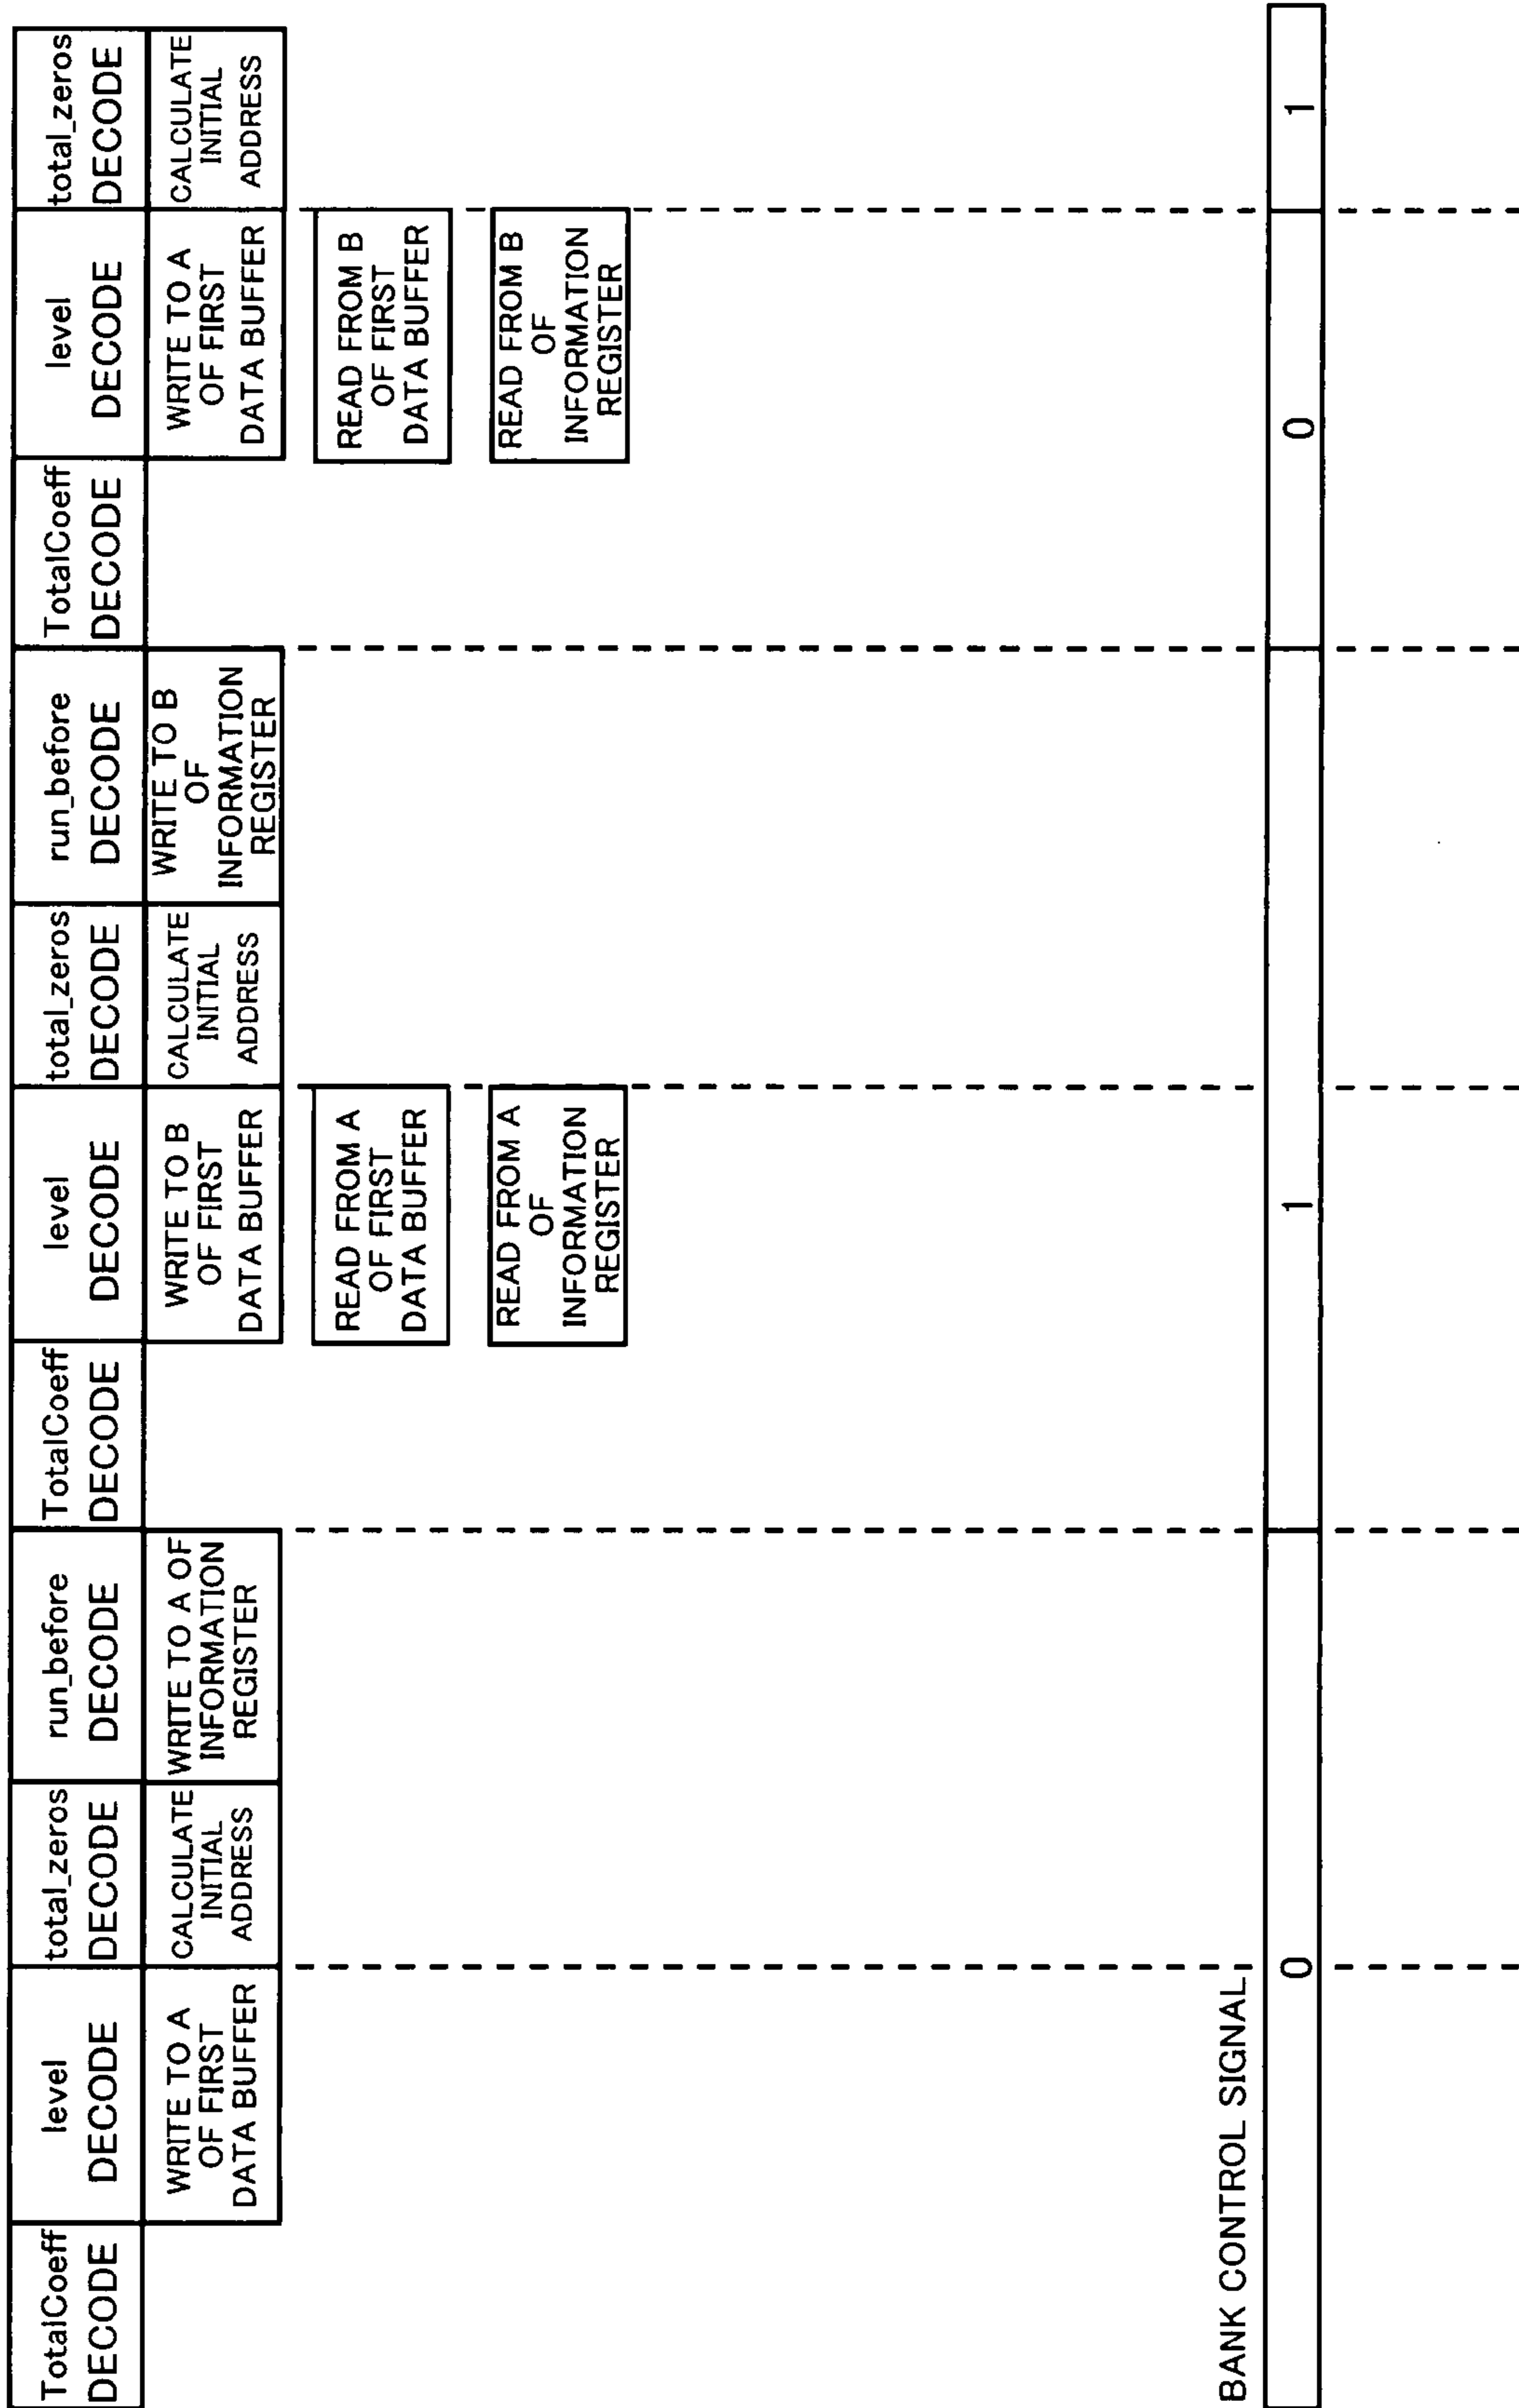 TotalCoeff
DECODE
level
DECODE
total_zeros
DECODE
run_before
DECODE
TotalCoeff
DECODE
level
DECODE
total_zeros
DECODE
run_before
DECODE
TotalCoeff
DECODE
level
DECODE
total_zeros
DECODE
WRITE TO A
OF FIRST
DATA BUFFER
CALCULATE
INITIAL
ADDRESS
WRITE TO A OF
INFORMATION
REGISTER
WRITE TO B
OF FIRST
DATA BUFFER
CALCULATE
INITIAL
ADDRESS
WRITE TO B
OF
INFORMATION
REGISTER
WRITE TO A
OF FIRST
DATA BUFFER
CALCULATE
INITIAL
ADDRESS
READ FROM A
OF FIRST
DATA BUFFER
READ FROM B
OF FIRST
DATA BUFFER
READ FROM A
OF
INFORMATION
REGISTER
READ FROM B
OF
INFORMATION
REGISTER
BANK CONTROL SIGNAL
0
1
0
1